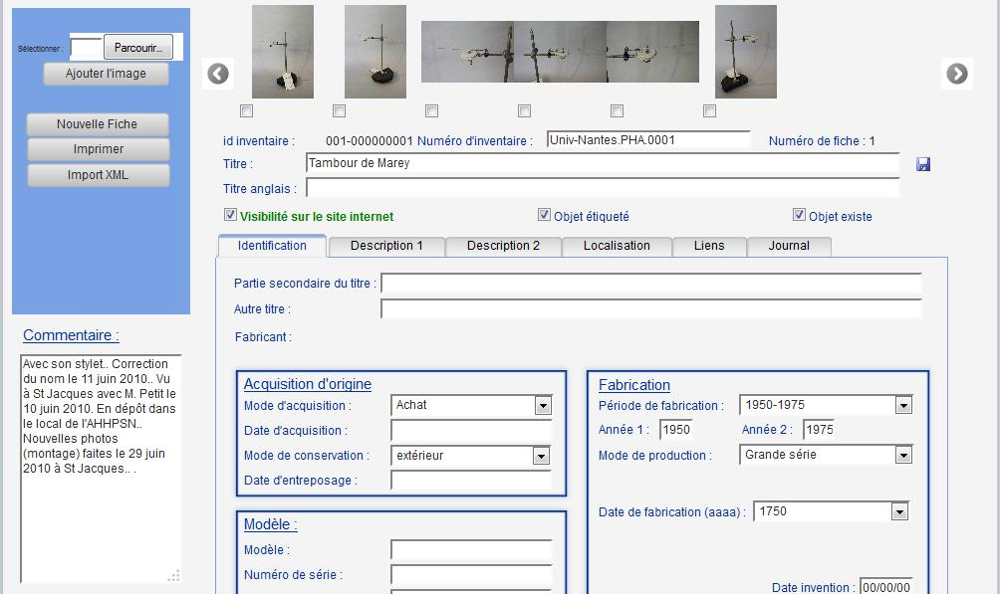 Sélectionner :
Parcourir...
Ajouter l'image
Nouvelle Fiche
Imprimer
Import XML
Commentaire :
Avec son stylet.. Correction
du nom le 11 juin 2010.. Vu
à St Jacques avec M. Petit le
10 juin 2010. En dépôt dans
le local de l'AHHPSN..
Nouvelles photos
(montage) faites le 29 juin
2010 à St Jacques.. .
id inventaire : 001-000000001 Numéro d'inventaire : Univ-Nantes.PHA.0001 Numéro de fiche : 1
Titre : Tambour de Marey
Titre anglais :
Visibilité sur le site internet Objet étiqueté Objet existe
Identification Description 1 Description 2 Localisation Liens Journal
Partie secondaire du titre :
Autre titre :
Fabricant :
Acquisition d'origine
Mode d'acquisition : Achat
Date d'acquisition :
Mode de conservation : extérieur
Date d'entreposage :
Modèle :
Modèle :
Numéro de série :
Fabrication
Période de fabrication : 1950-1975
Année 1 : 1950 Année 2 : 1975
Mode de production : Grande série
Date de fabrication (aaaa) : 1750
Date invention : 00/00/00